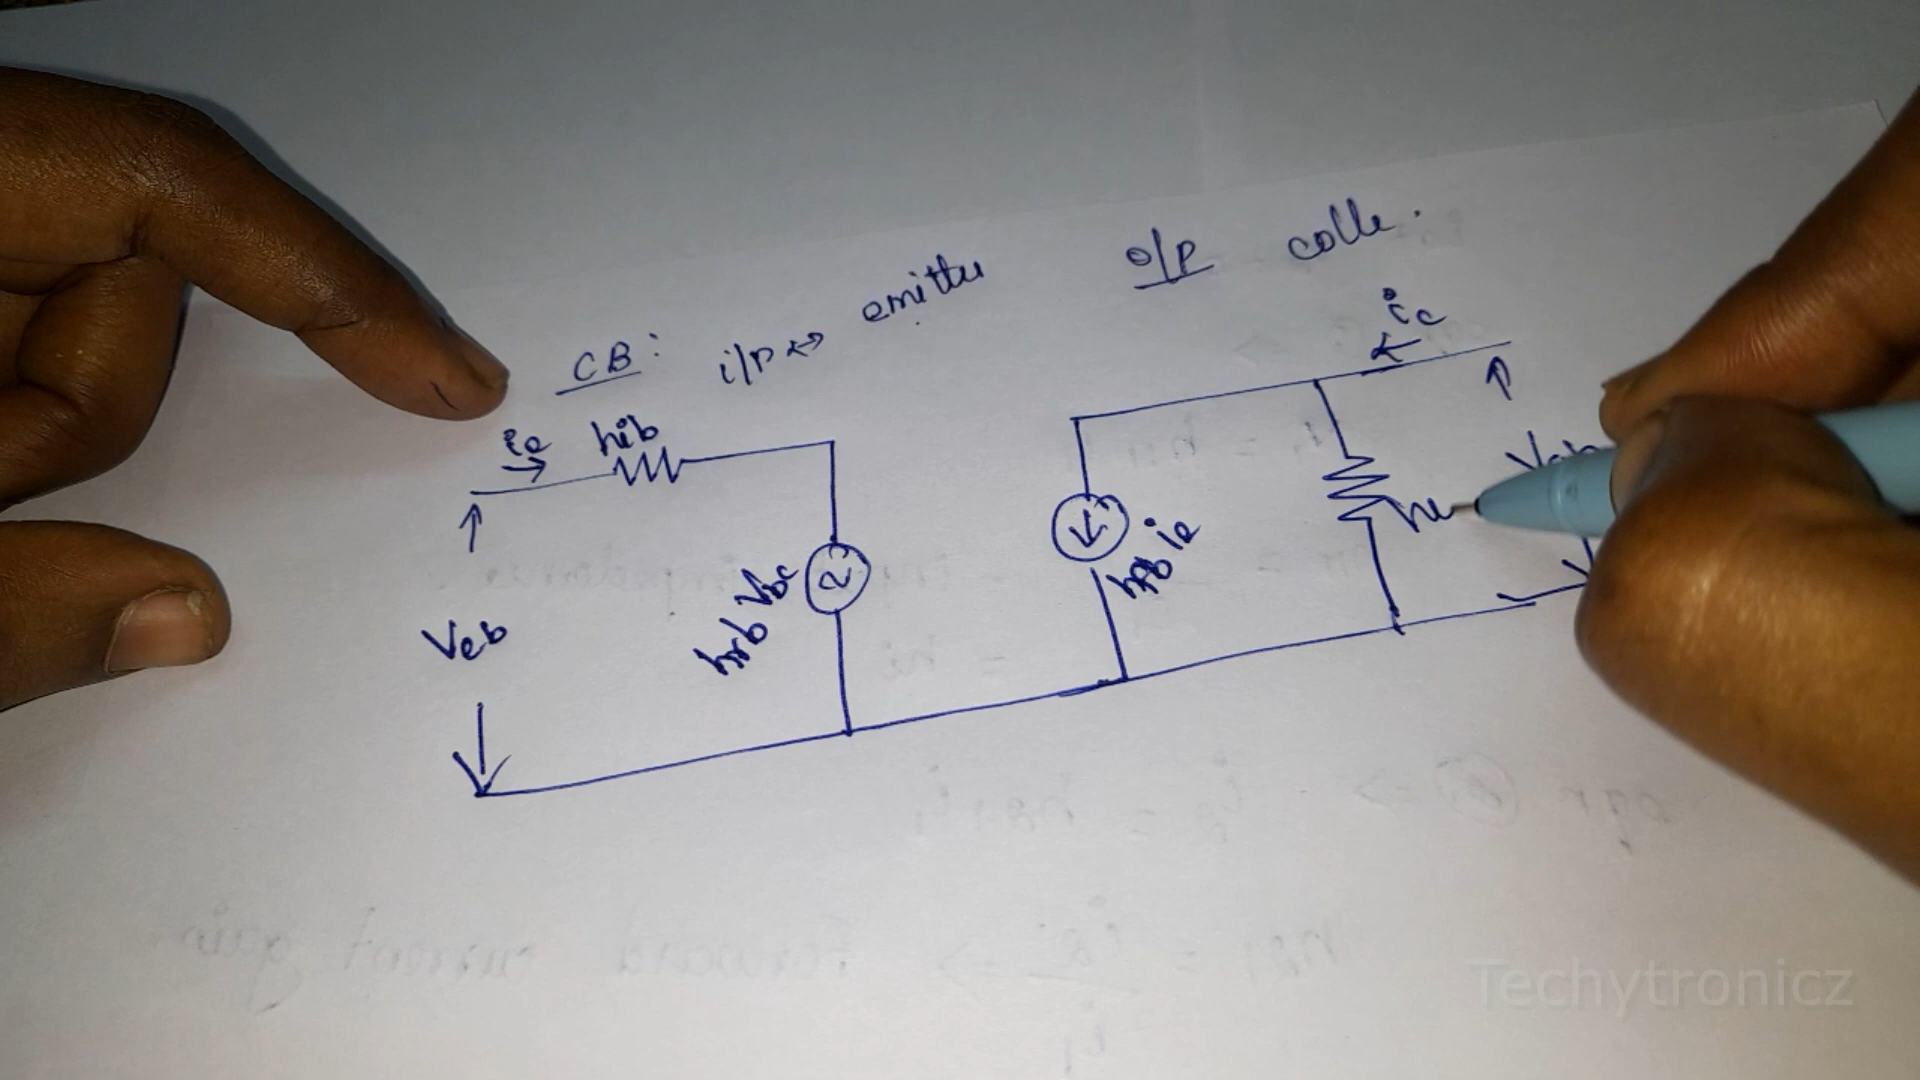 CB: i/p ↔ emitter o/p colle.
ie hib
ic
Veb
hrb Vbc
hfb ie
Techytronicz